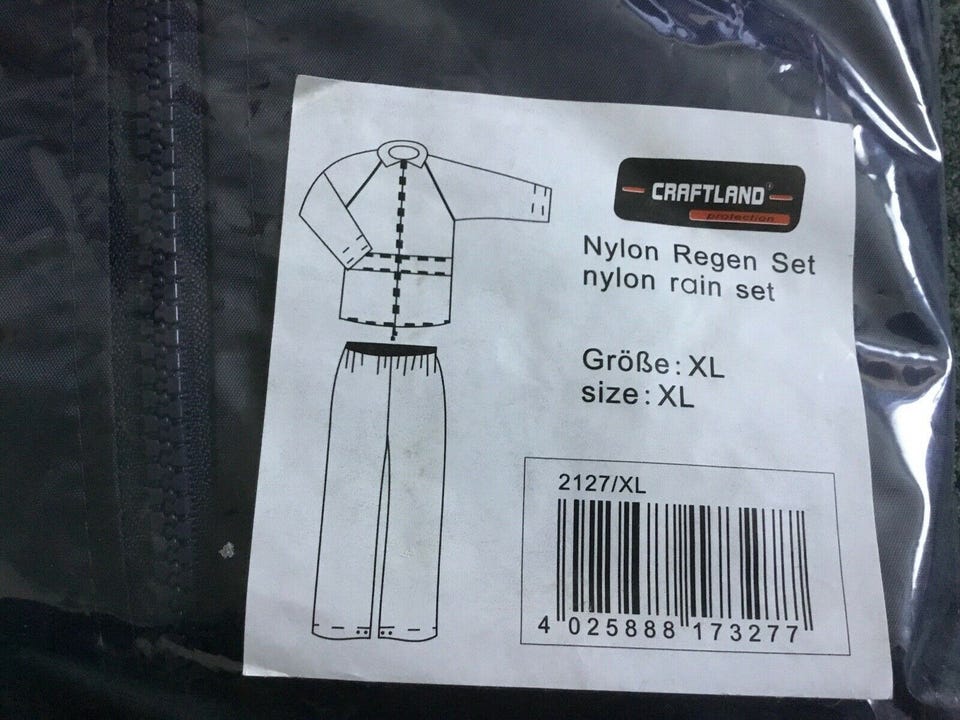 CRAFTLAND
protection
Nylon Regen Set
nylon rain set
Größe: XL
size: XL
2127/XL
4 025888 173277